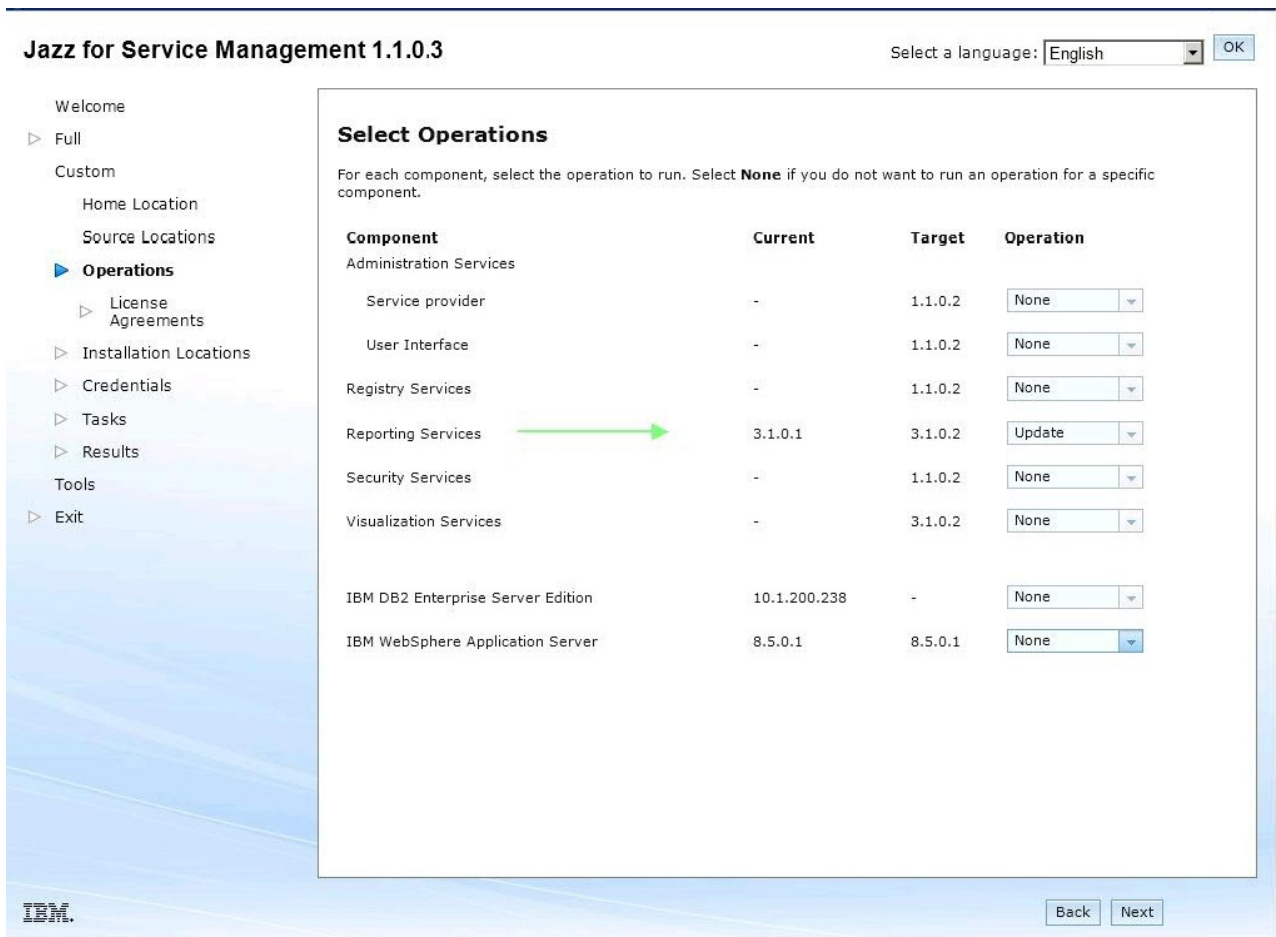 Jazz for Service Management 1.1.0.3
Select a language: English OK
Welcome
Full
Custom
Home Location
Source Locations
Operations
License
Agreements
Installation Locations
Credentials
Tasks
Results
Tools
Exit
Select Operations
For each component, select the operation to run. Select None if you do not want to run an operation for a specific
component.
Component Current Target Operation
Administration Services
Service provider - 1.1.0.2 None
User Interface - 1.1.0.2 None
Registry Services - 1.1.0.2 None
Reporting Services 3.1.0.1 3.1.0.2 Update
Security Services - 1.1.0.2 None
Visualization Services - 3.1.0.2 None
IBM DB2 Enterprise Server Edition 10.1.200.238 - None
IBM WebSphere Application Server 8.5.0.1 8.5.0.1 None
IBM.
Back Next